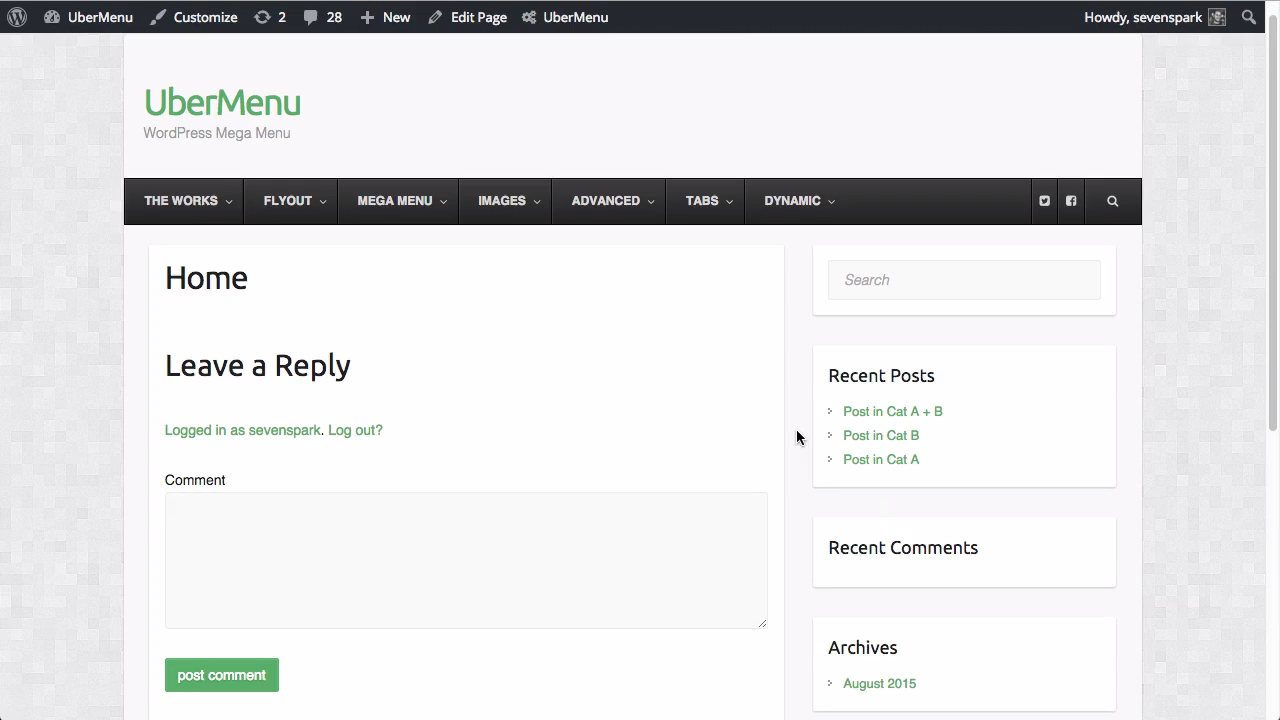 UberMenu Customize 2 28 New Edit Page UberMenu Howdy, sevenspark
UberMenu
WordPress Mega Menu
THE WORKS FLYOUT MEGA MENU IMAGES ADVANCED TABS DYNAMIC
Home
Leave a Reply
Logged in as sevenspark. Log out?
Comment
post comment
Search
Recent Posts
Post in Cat A + B
Post in Cat B
Post in Cat A
Recent Comments
Archives
August 2015